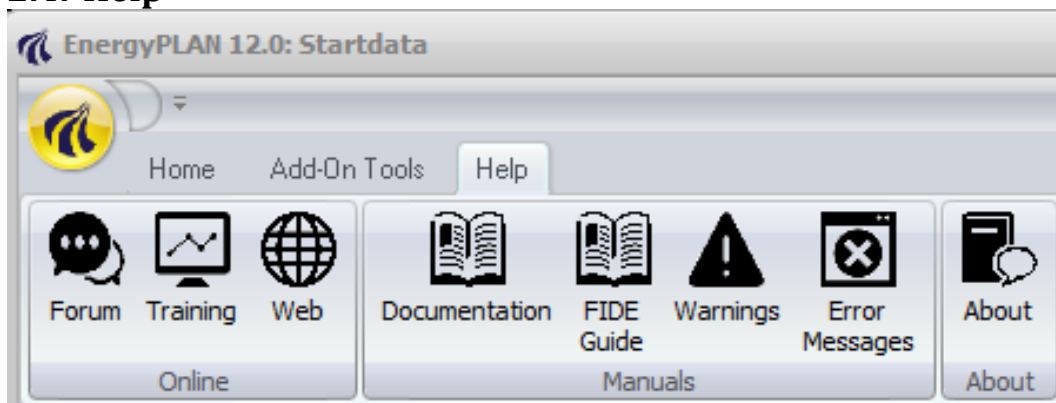 EnergyPLAN 12.0: Startdata
Home Add-On Tools Help
Forum Training Web Documentation FIDE Guide Warnings Error Messages About
Online Manuals About